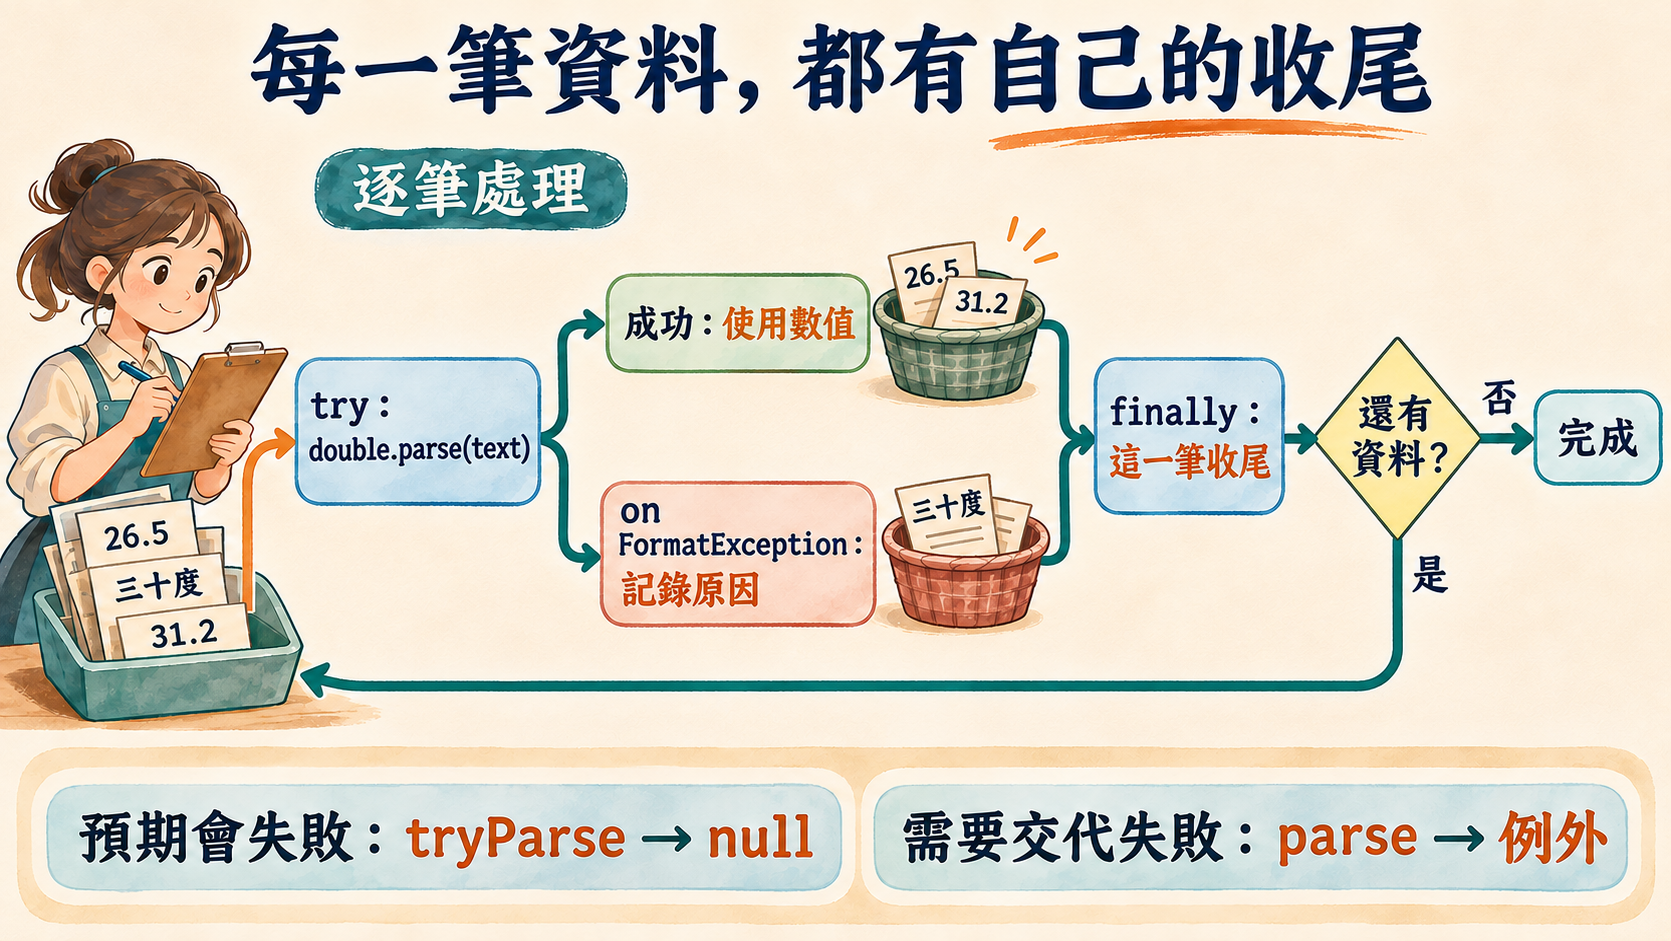 每一筆資料，都有自己的收尾
逐筆處理
26.5
三十度
31.2
try：
double.parse(text)
成功：使用數值
26.5
31.2
on
FormatException：
記錄原因
三十度
finally：
這一筆收尾
還有
資料？
否
完成
是
預期會失敗：tryParse → null
需要交代失敗：parse → 例外